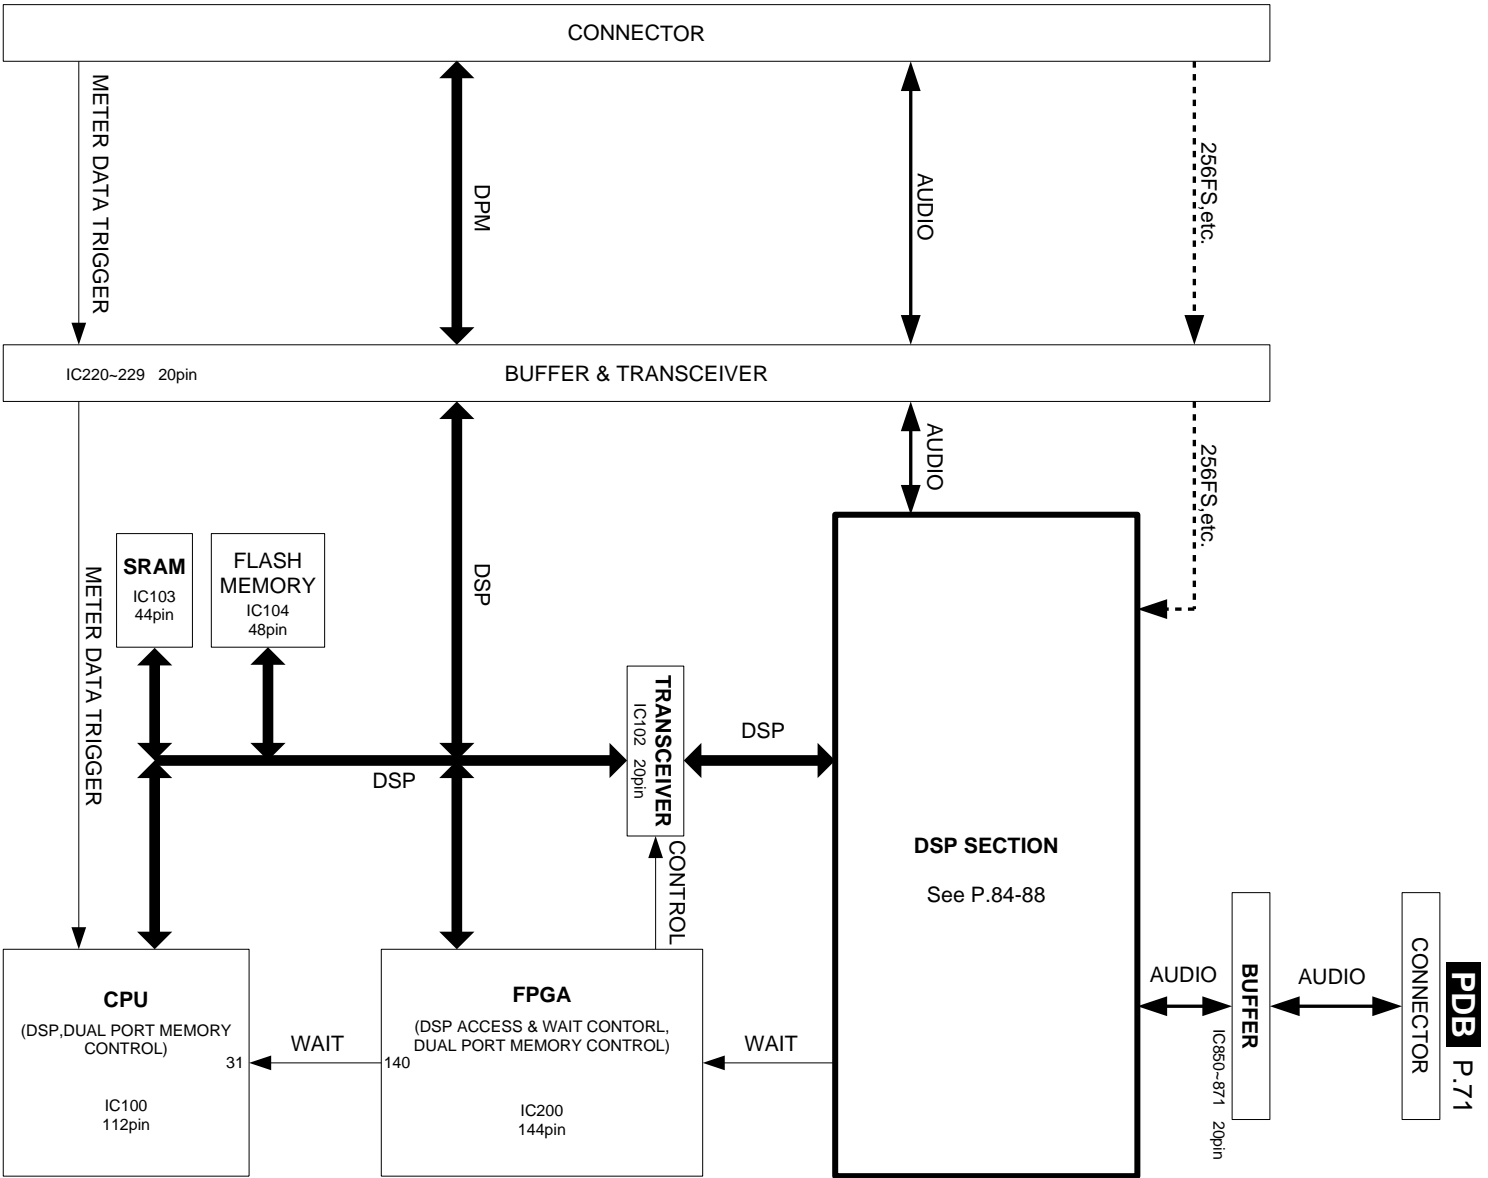 CONNECTOR
METER DATA TRIGGER
DPM
AUDIO
256FS,etc.
IC220~229 20pin
BUFFER & TRANSCEIVER
METER DATA TRIGGER
SRAM
IC103
44pin
FLASH
MEMORY
IC104
48pin
DSP
AUDIO
256FS,etc.
TRANSCEIVER
IC102 20pin
DSP
DSP
CONTROL
DSP SECTION
See P.84-88
AUDIO
BUFFER
IC850~871 20pin
AUDIO
CONNECTOR
PDB P.71
CPU
(DSP,DUAL PORT MEMORY
CONTROL)
31
IC100
112pin
WAIT
FPGA
(DSP ACCESS & WAIT CONTORL,
DUAL PORT MEMORY CONTROL)
140
IC200
144pin
WAIT